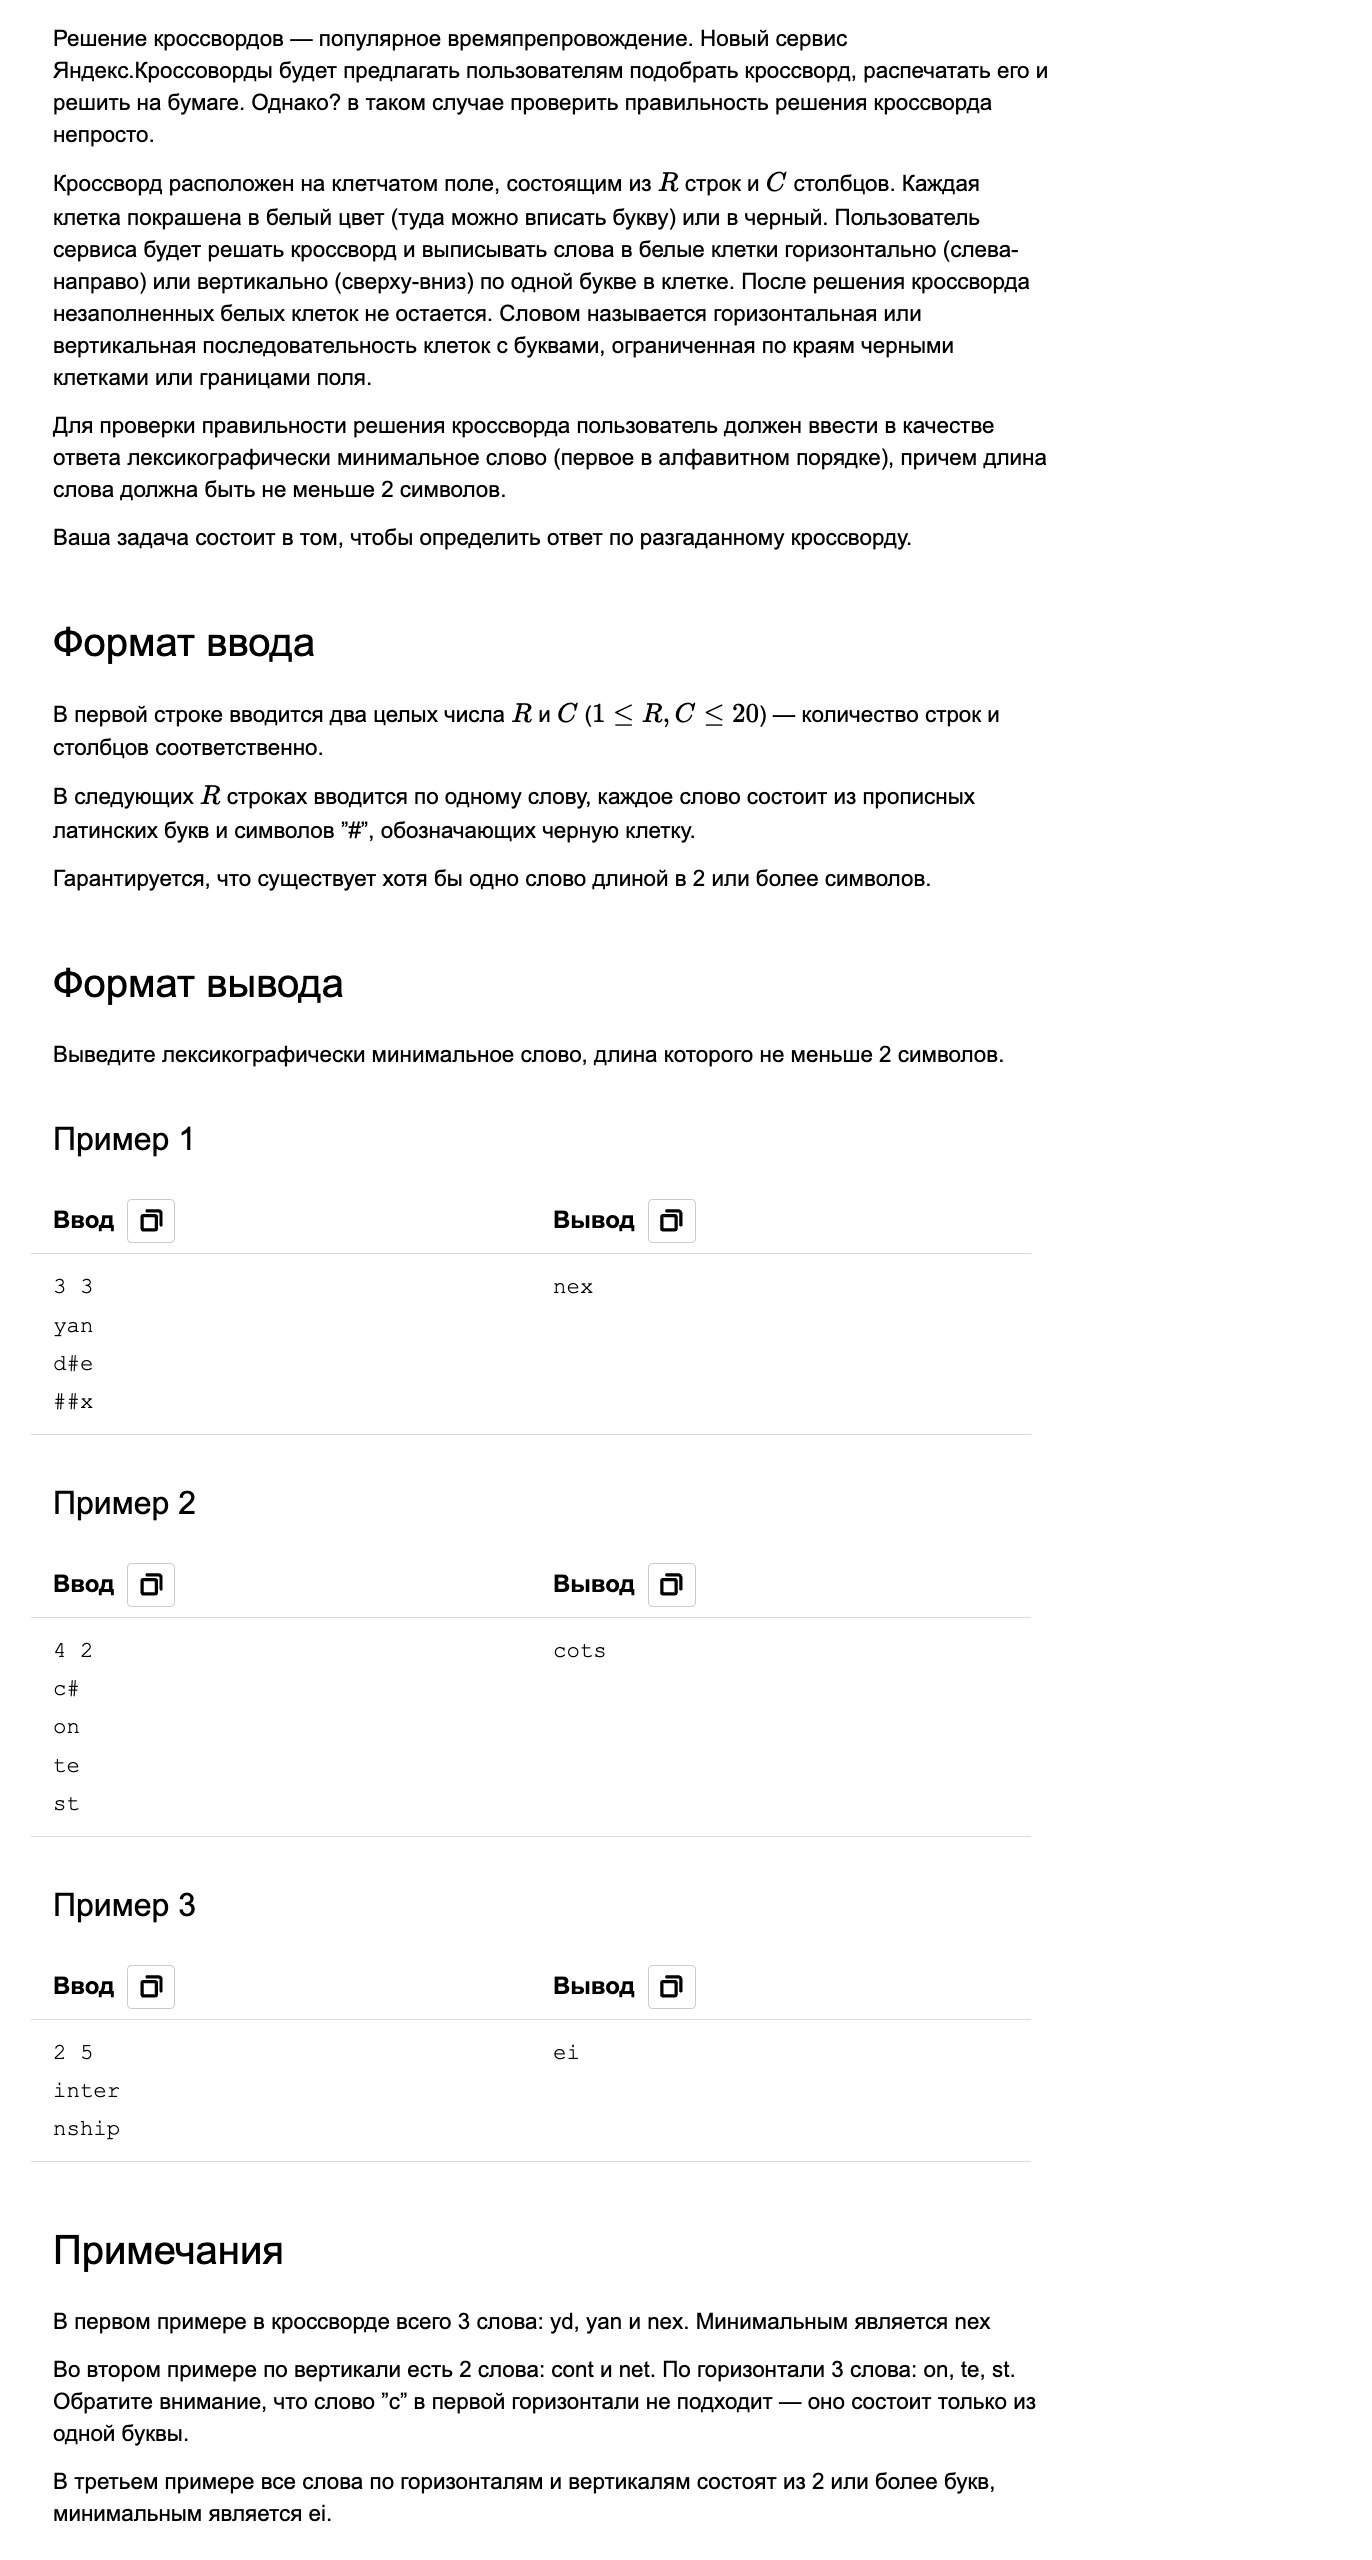 Решение кроссвордов — популярное времяпрепровождение. Новый сервис
Яндекс.Кроссоворды будет предлагать пользователям подобрать кроссворд, распечатать его и
решить на бумаге. Однако? в таком случае проверить правильность решения кроссворда
непросто.
Кроссворд расположен на клетчатом поле, состоящим из R строк и C столбцов. Каждая
клетка покрашена в белый цвет (туда можно вписать букву) или в черный. Пользователь
сервиса будет решать кроссворд и выписывать слова в белые клетки горизонтально (слева-
направо) или вертикально (сверху-вниз) по одной букве в клетке. После решения кроссворда
незаполненных белых клеток не остается. Словом называется горизонтальная или
вертикальная последовательность клеток с буквами, ограниченная по краям черными
клетками или границами поля.
Для проверки правильности решения кроссворда пользователь должен ввести в качестве
ответа лексикографически минимальное слово (первое в алфавитном порядке), причем длина
слова должна быть не меньше 2 символов.
Ваша задача состоит в том, чтобы определить ответ по разгаданному кроссворду.
Формат ввода
В первой строке вводится два целых числа R и C (1 ≤ R, C ≤ 20) — количество строк и
столбцов соответственно.
В следующих R строках вводится по одному слову, каждое слово состоит из прописных
латинских букв и символов ”#”, обозначающих черную клетку.
Гарантируется, что существует хотя бы одно слово длиной в 2 или более символов.
Формат вывода
Выведите лексикографически минимальное слово, длина которого не меньше 2 символов.
Пример 1
Ввод Вывод
3 3 nex
yan
d#e
##x
Пример 2
Ввод Вывод
4 2 cots
c#
on
te
st
Пример 3
Ввод Вывод
2 5 ei
inter
nship
Примечания
В первом примере в кроссворде всего 3 слова: yd, yan и nex. Минимальным является nex
Во втором примере по вертикали есть 2 слова: cont и net. По горизонтали 3 слова: on, te, st.
Обратите внимание, что слово ”c” в первой горизонтали не подходит — оно состоит только из
одной буквы.
В третьем примере все слова по горизонталям и вертикалям состоят из 2 или более букв,
минимальным является ei.